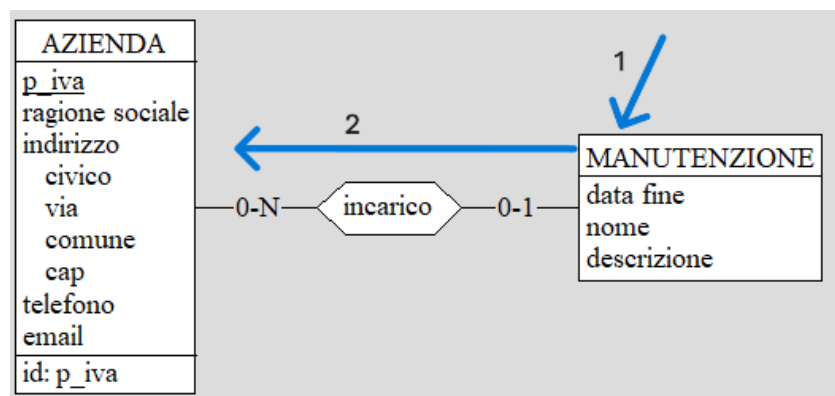 AZIENDA
p_iva
ragione sociale
indirizzo
civico
via
comune
cap
telefono
email
id: p_iva
2
0-N
incarico
0-1
1
MANUTENZIONE
data fine
nome
descrizione